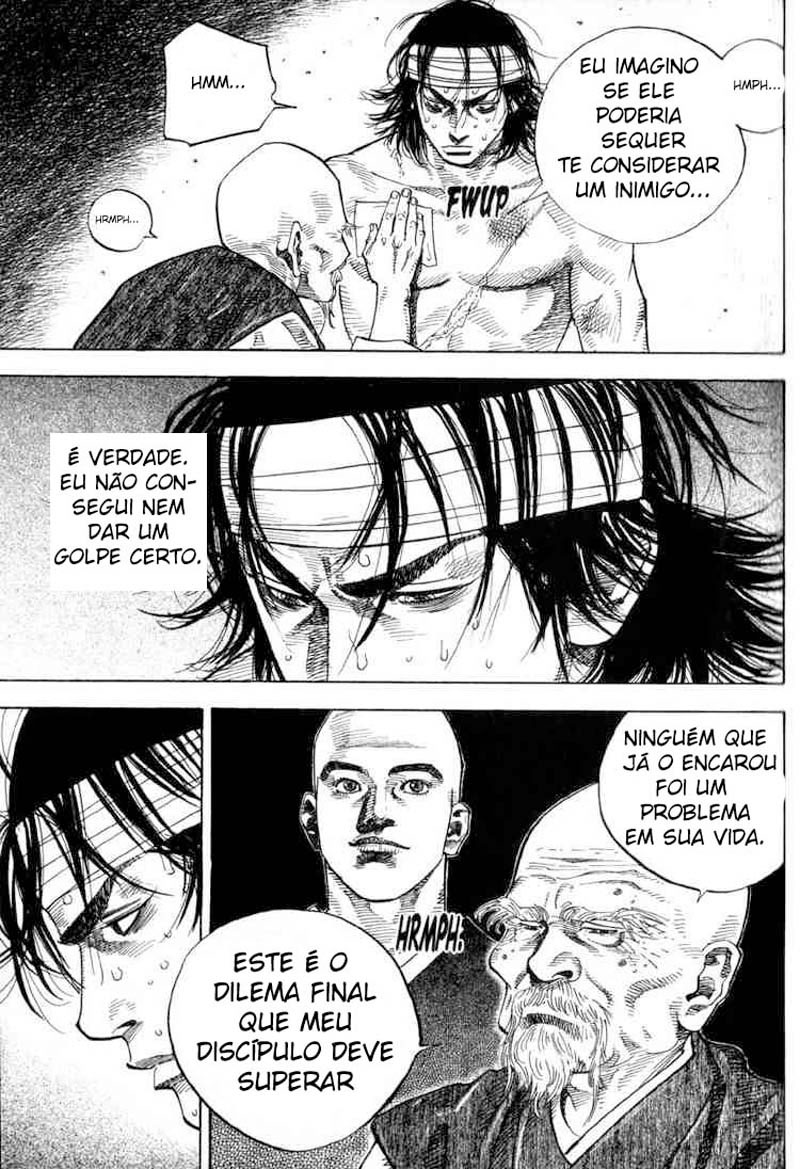 HMPH...
EU IMAGINO
SE ELE
PODERIA
SEQUER
TE CONSIDERAR
UM INIMIGO...
HMM...
FWUP
HRMPH...
É VERDADE.
EU NÃO CON-
SEGUI NEM
DAR UM
GOLPE CERTO.
NINGUÉM QUE
JÁ O ENCAROU
FOI UM
PROBLEMA
EM SUA VIDA.
HRMPH.
ESTE É O
DILEMA FINAL
QUE MEU
DISCÍPULO DEVE
SUPERAR